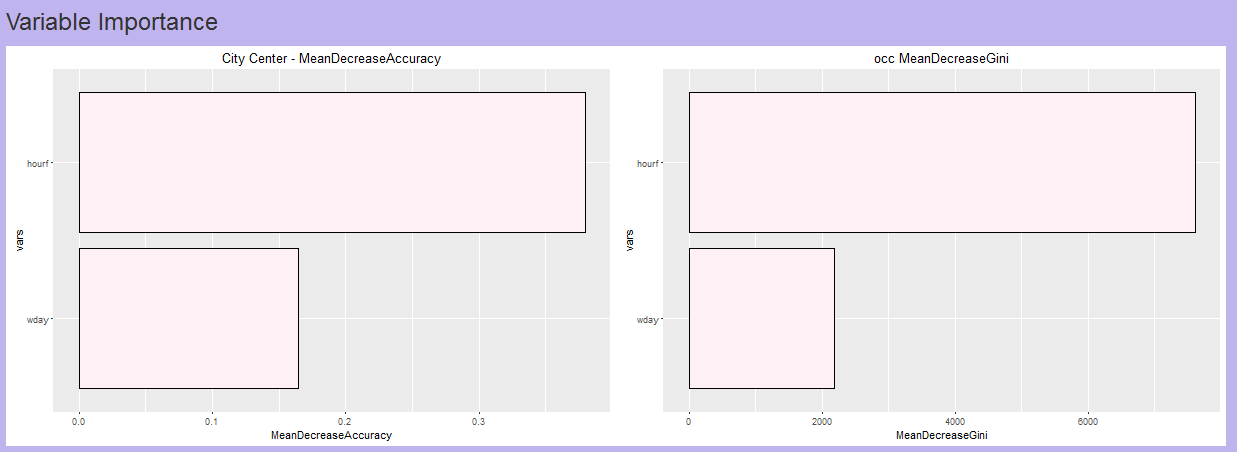 Variable Importance
City Center - MeanDecreaseAccuracy
hourf
vars
wday
0.0 0.1 0.2 0.3
MeanDecreaseAccuracy
occ MeanDecreaseGini
hourf
vars
wday
0 2000 4000 6000
MeanDecreaseGini